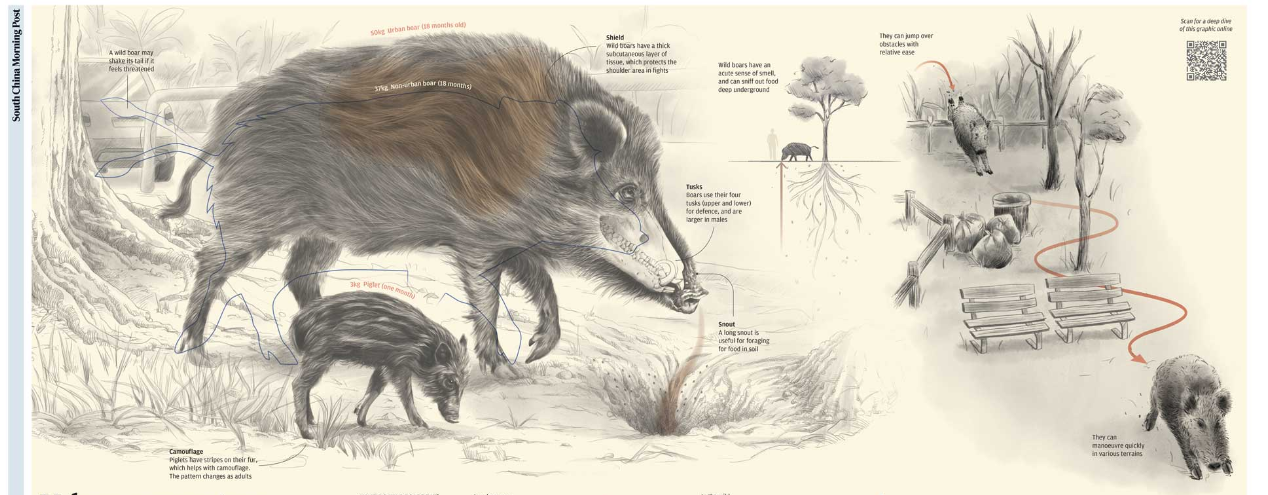 South China Morning Post
A wild boar may
shake its tail if it
feels threatened
50kg Urban boar (18 months old)
37kg Non-urban boar (18 months)
Shield
Wild boars have a thick
subcutaneous layer of
tissue, which protects the
shoulder area in fights
Wild boars have an
acute sense of smell,
and can sniff out food
deep underground
They can jump over
obstacles with
relative ease
Scan for a deep dive
of this graphic online
Tusks
Boars use their four
tusks (upper and lower)
for defence, and are
larger in males
3kg Piglet (one month)
Snout
A long snout is
useful for foraging
for food in soil
They can
manoeuvre quickly
in various terrains
Camouflage
Piglets have stripes on their fur,
which helps with camouflage.
The pattern changes as adults